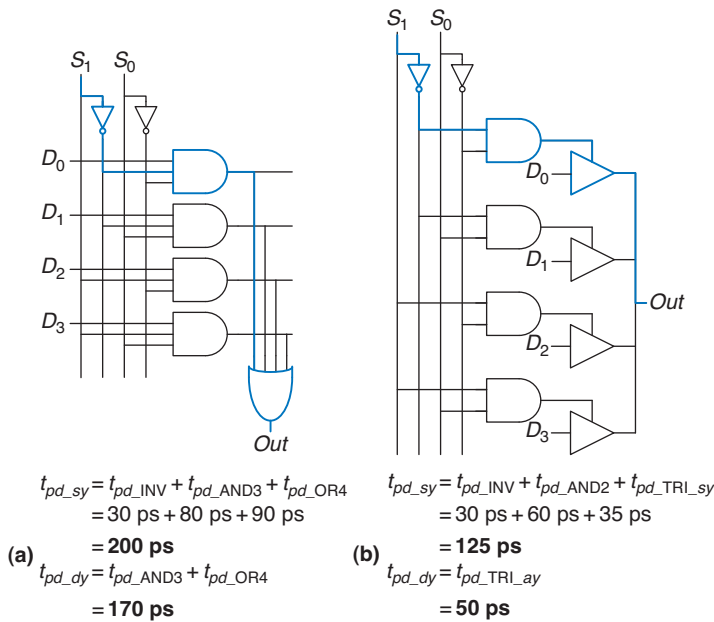 S1 S0
D0
D1
D2
D3
Out
tpd_sy = tpd_INV + tpd_AND3 + tpd_OR4
= 30 ps + 80 ps + 90 ps
= 200 ps
(a)
tpd_dy = tpd_AND3 + tpd_OR4
= 170 ps
S1 S0
D0
D1
Out
D2
D3
tpd_sy = tpd_INV + tpd_AND2 + tpd_TRI_sy
= 30 ps + 60 ps + 35 ps
= 125 ps
(b)
tpd_dy = tpd_TRI_ay
= 50 ps